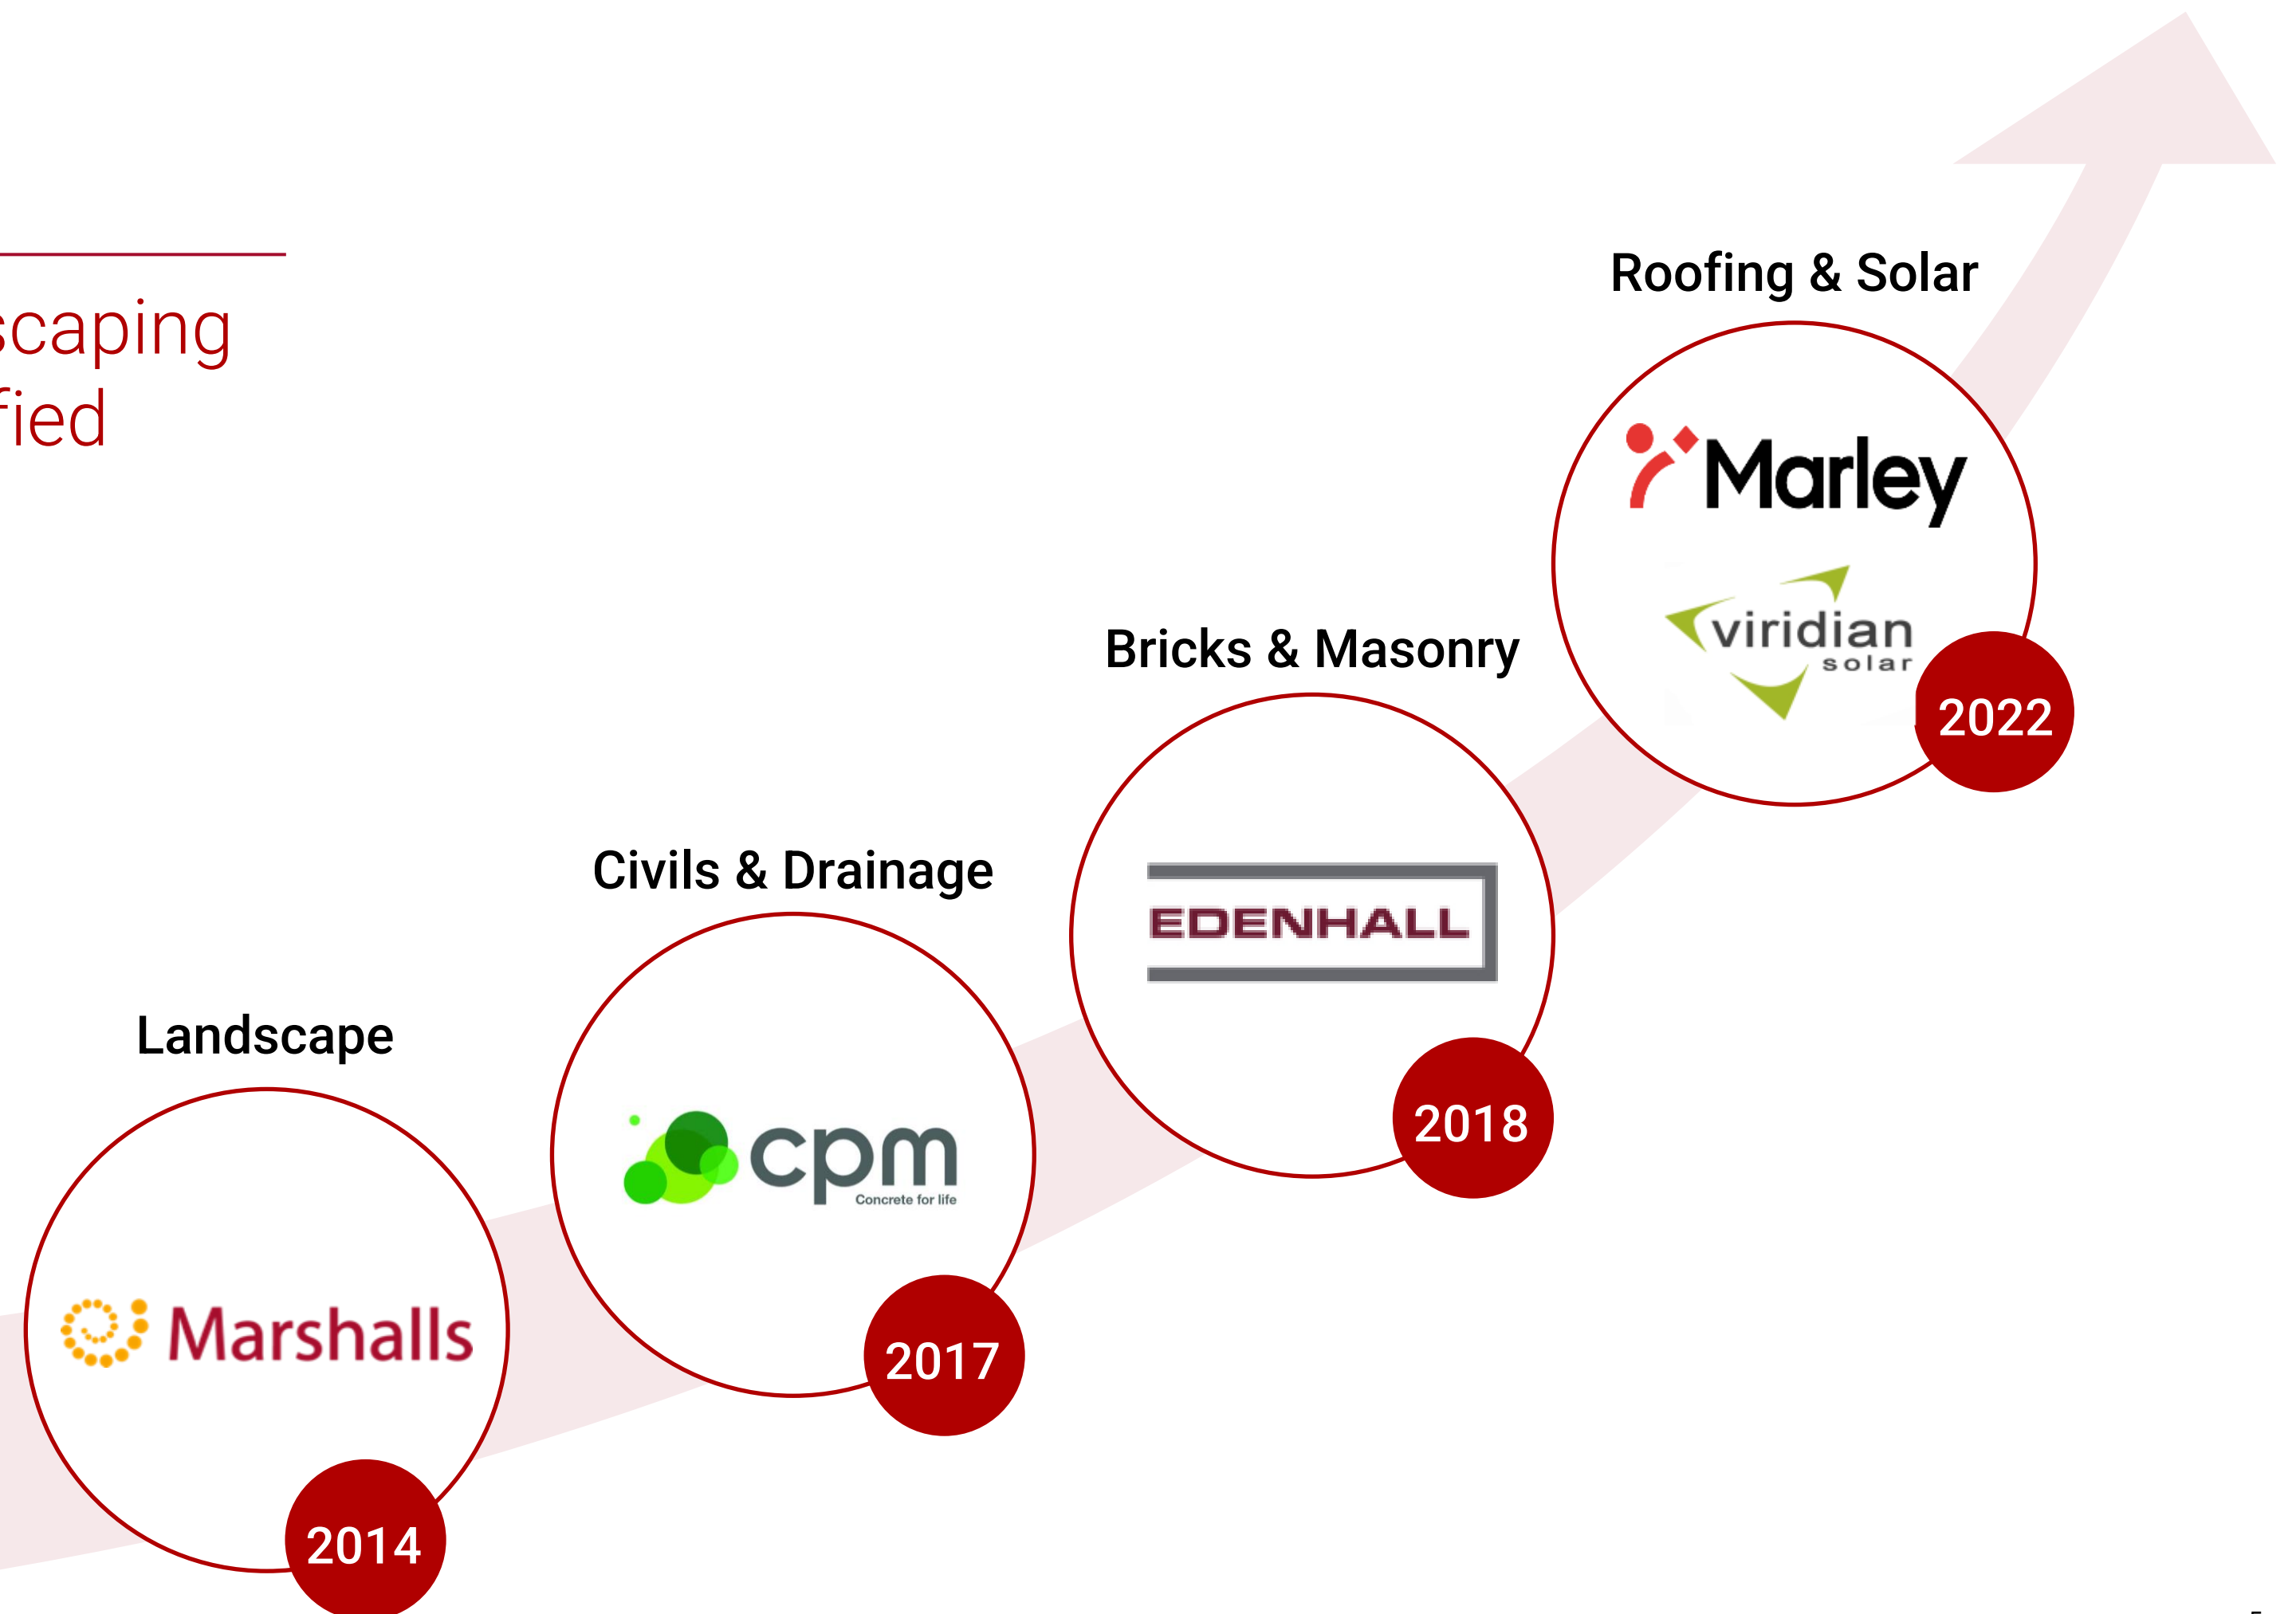 scaping
fied
Roofing & Solar
Marley
viridian
solar
2022
Bricks & Masonry
EDENHALL
2018
Civils & Drainage
cpm
Concrete for life
2017
Landscape
Marshalls
2014